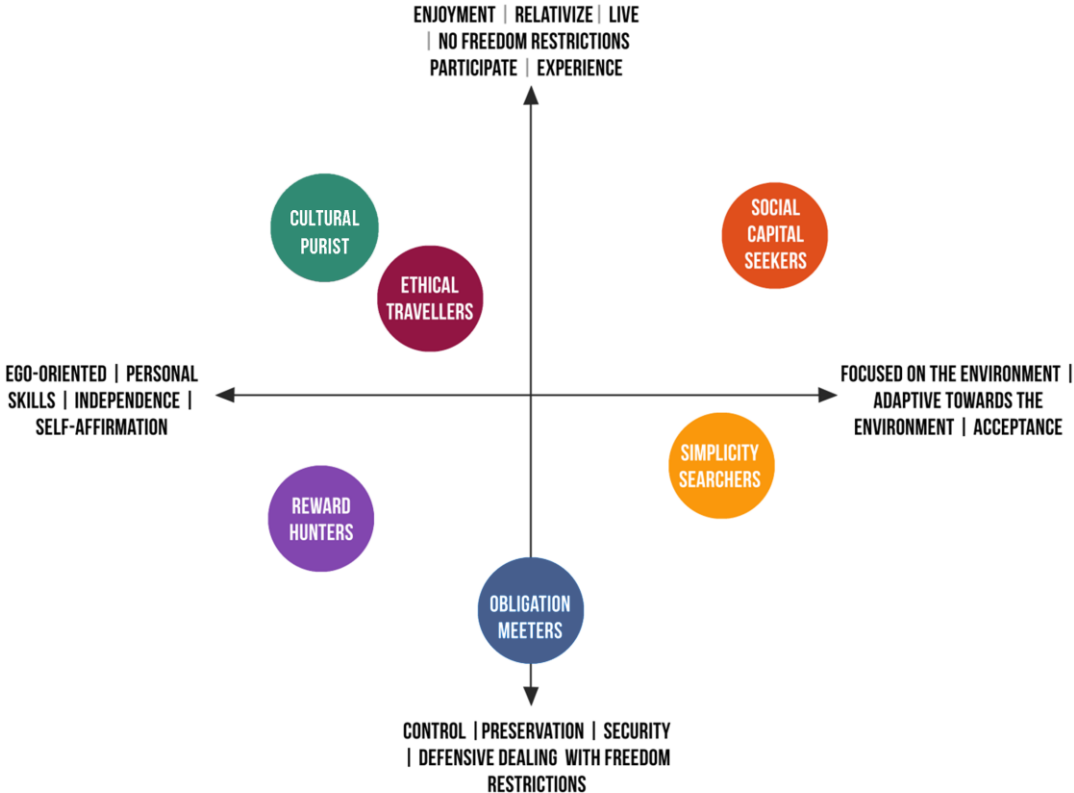 ENJOYMENT | RELATIVIZE | LIVE
| NO FREEDOM RESTRICTIONS
PARTICIPATE | EXPERIENCE
CULTURAL
PURIST
SOCIAL
CAPITAL
SEEKERS
ETHICAL
TRAVELLERS
EGO-ORIENTED | PERSONAL
SKILLS | INDEPENDENCE |
SELF-AFFIRMATION
FOCUSED ON THE ENVIRONMENT |
ADAPTIVE TOWARDS THE
ENVIRONMENT | ACCEPTANCE
SIMPLICITY
SEARCHERS
REWARD
HUNTERS
OBLIGATION
MEETERS
CONTROL | PRESERVATION | SECURITY
| DEFENSIVE DEALING WITH FREEDOM
RESTRICTIONS